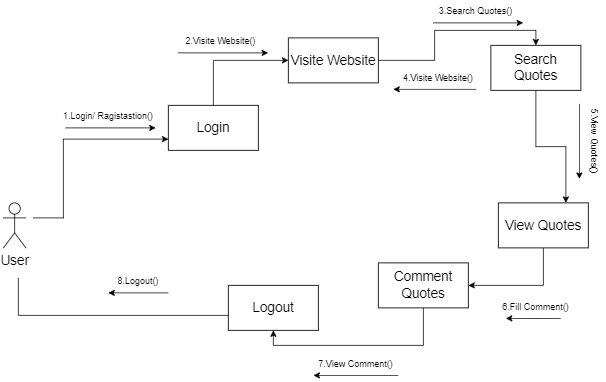 3.Search Quotes()
2.Visite Website()
Visite Website
Search
Quotes
4.Visite Website()
1.Login/ Ragistastion()
Login
5.View Quotes()
User
View Quotes
Comment
Quotes
8.Logout()
Logout
6.Fill Comment()
7.View Comment()